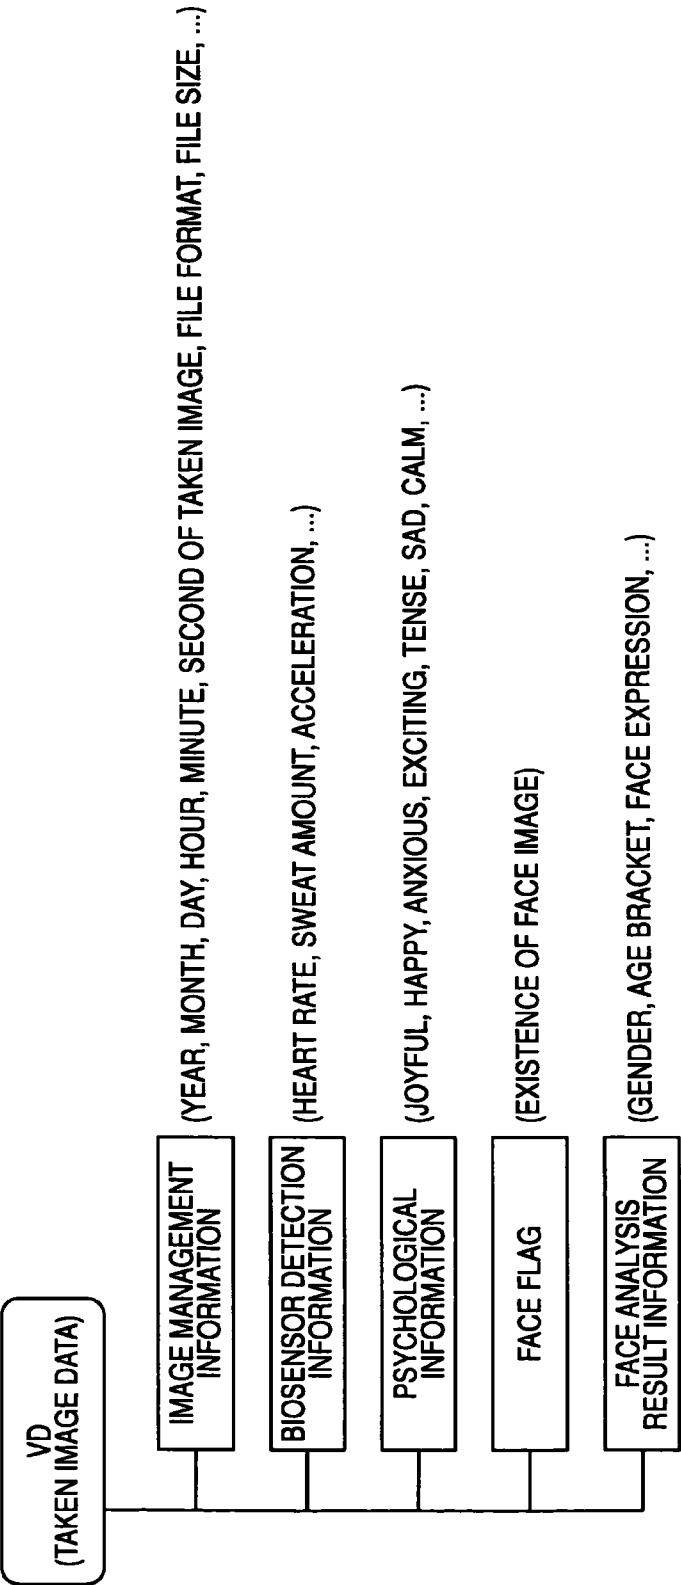 VD
(TAKEN IMAGE DATA)
IMAGE MANAGEMENT
INFORMATION
(YEAR, MONTH, DAY, HOUR, MINUTE, SECOND OF TAKEN IMAGE, FILE FORMAT, FILE SIZE, ...)
BIOSENSOR DETECTION
INFORMATION
(HEART RATE, SWEAT AMOUNT, ACCELERATION, ...)
PSYCHOLOGICAL
INFORMATION
(JOYFUL, HAPPY, ANXIOUS, EXCITING, TENSE, SAD, CALM, ...)
FACE FLAG
(EXISTENCE OF FACE IMAGE)
FACE ANALYSIS
RESULT INFORMATION
(GENDER, AGE BRACKET, FACE EXPRESSION, ...)